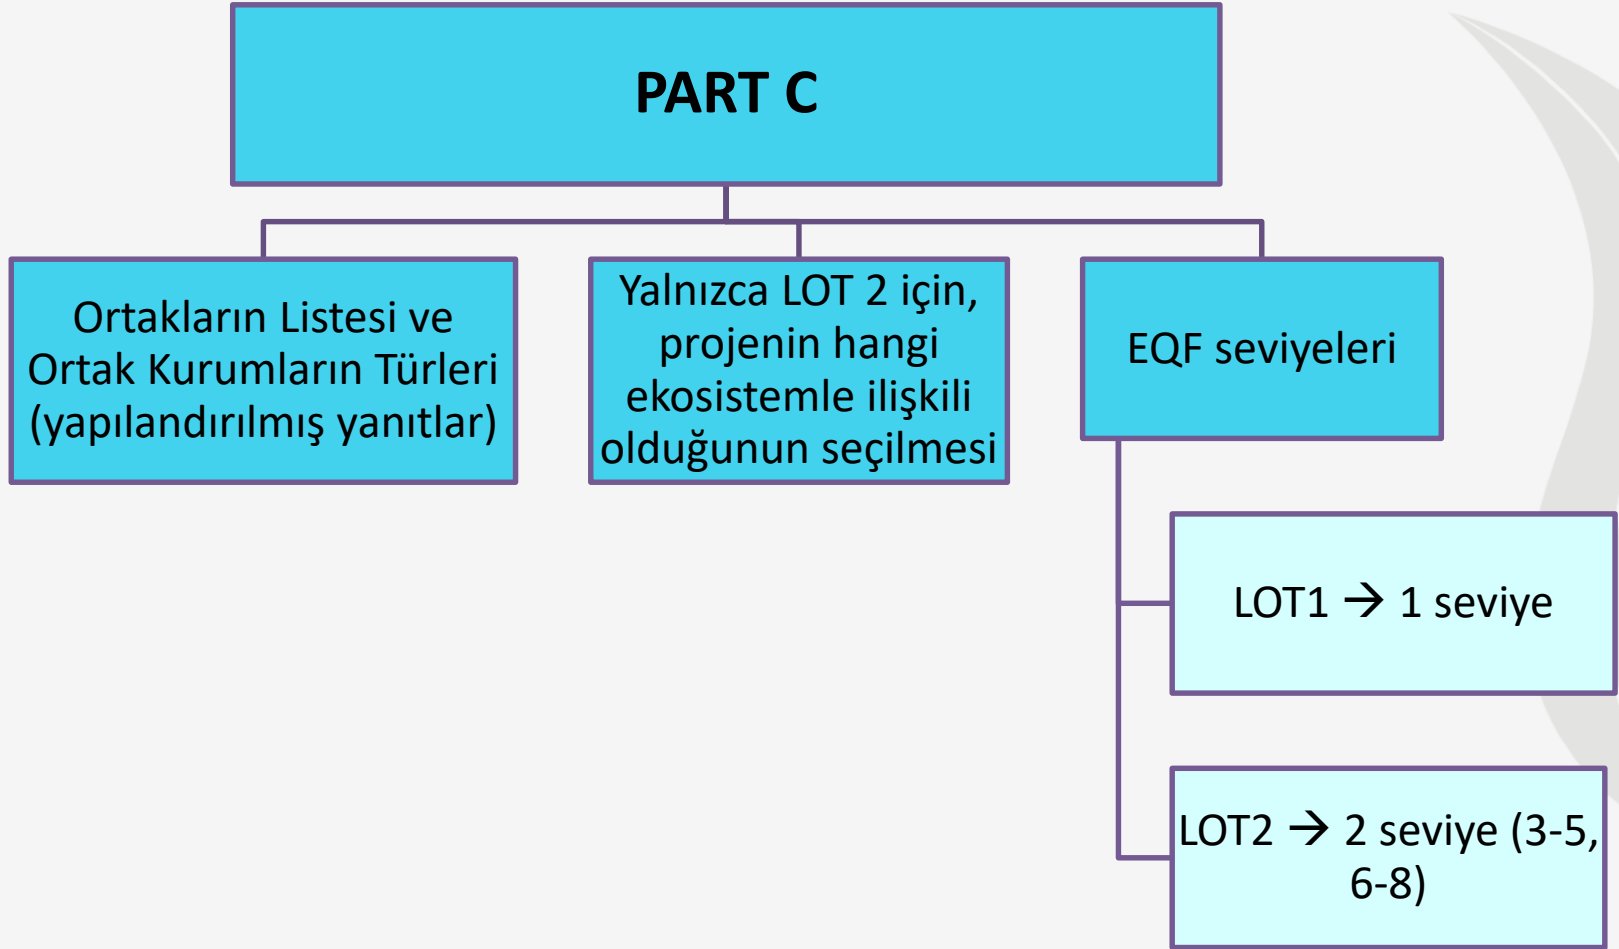 PART C
Ortakların Listesi ve
Ortak Kurumların Türleri
(yapılandırılmış yanıtlar)
Yalnızca LOT 2 için,
projenin hangi
ekosistemle ilişkili
olduğunun seçilmesi
EQF seviyeleri
LOT1 → 1 seviye
LOT2 → 2 seviye (3-5,
6-8)